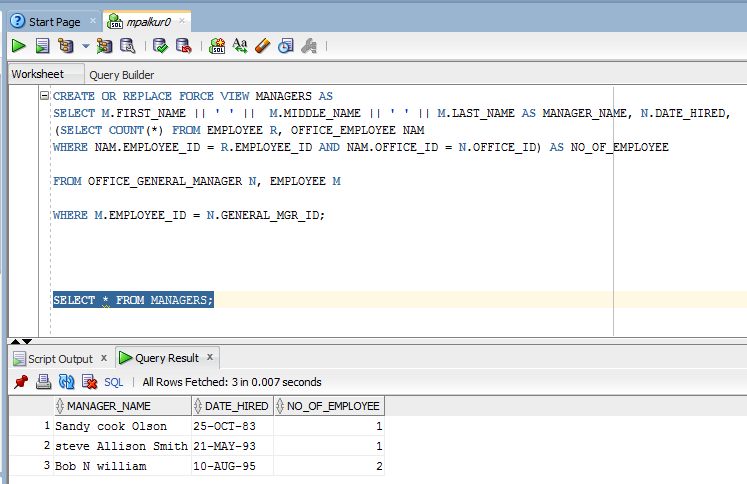 Start Page
mpalkur0
Worksheet
Query Builder
CREATE OR REPLACE FORCE VIEW MANAGERS AS
SELECT M.FIRST_NAME || ' ' ||  M.MIDDLE_NAME || ' ' || M.LAST_NAME AS MANAGER_NAME, N.DATE_HIRED,
(SELECT COUNT(*) FROM EMPLOYEE R, OFFICE_EMPLOYEE NAM
WHERE NAM.EMPLOYEE_ID = R.EMPLOYEE_ID AND NAM.OFFICE_ID = N.OFFICE_ID) AS NO_OF_EMPLOYEE
FROM OFFICE_GENERAL_MANAGER N, EMPLOYEE M
WHERE M.EMPLOYEE_ID = N.GENERAL_MGR_ID;
SELECT * FROM MANAGERS;
Script Output x Query Result x
SQL | All Rows Fetched: 3 in 0.007 seconds
MANAGER_NAME DATE_HIRED NO_OF_EMPLOYEE
1 Sandy cook Olson 25-OCT-83 1
2 steve Allison Smith 21-MAY-93 1
3 Bob N william 10-AUG-95 2